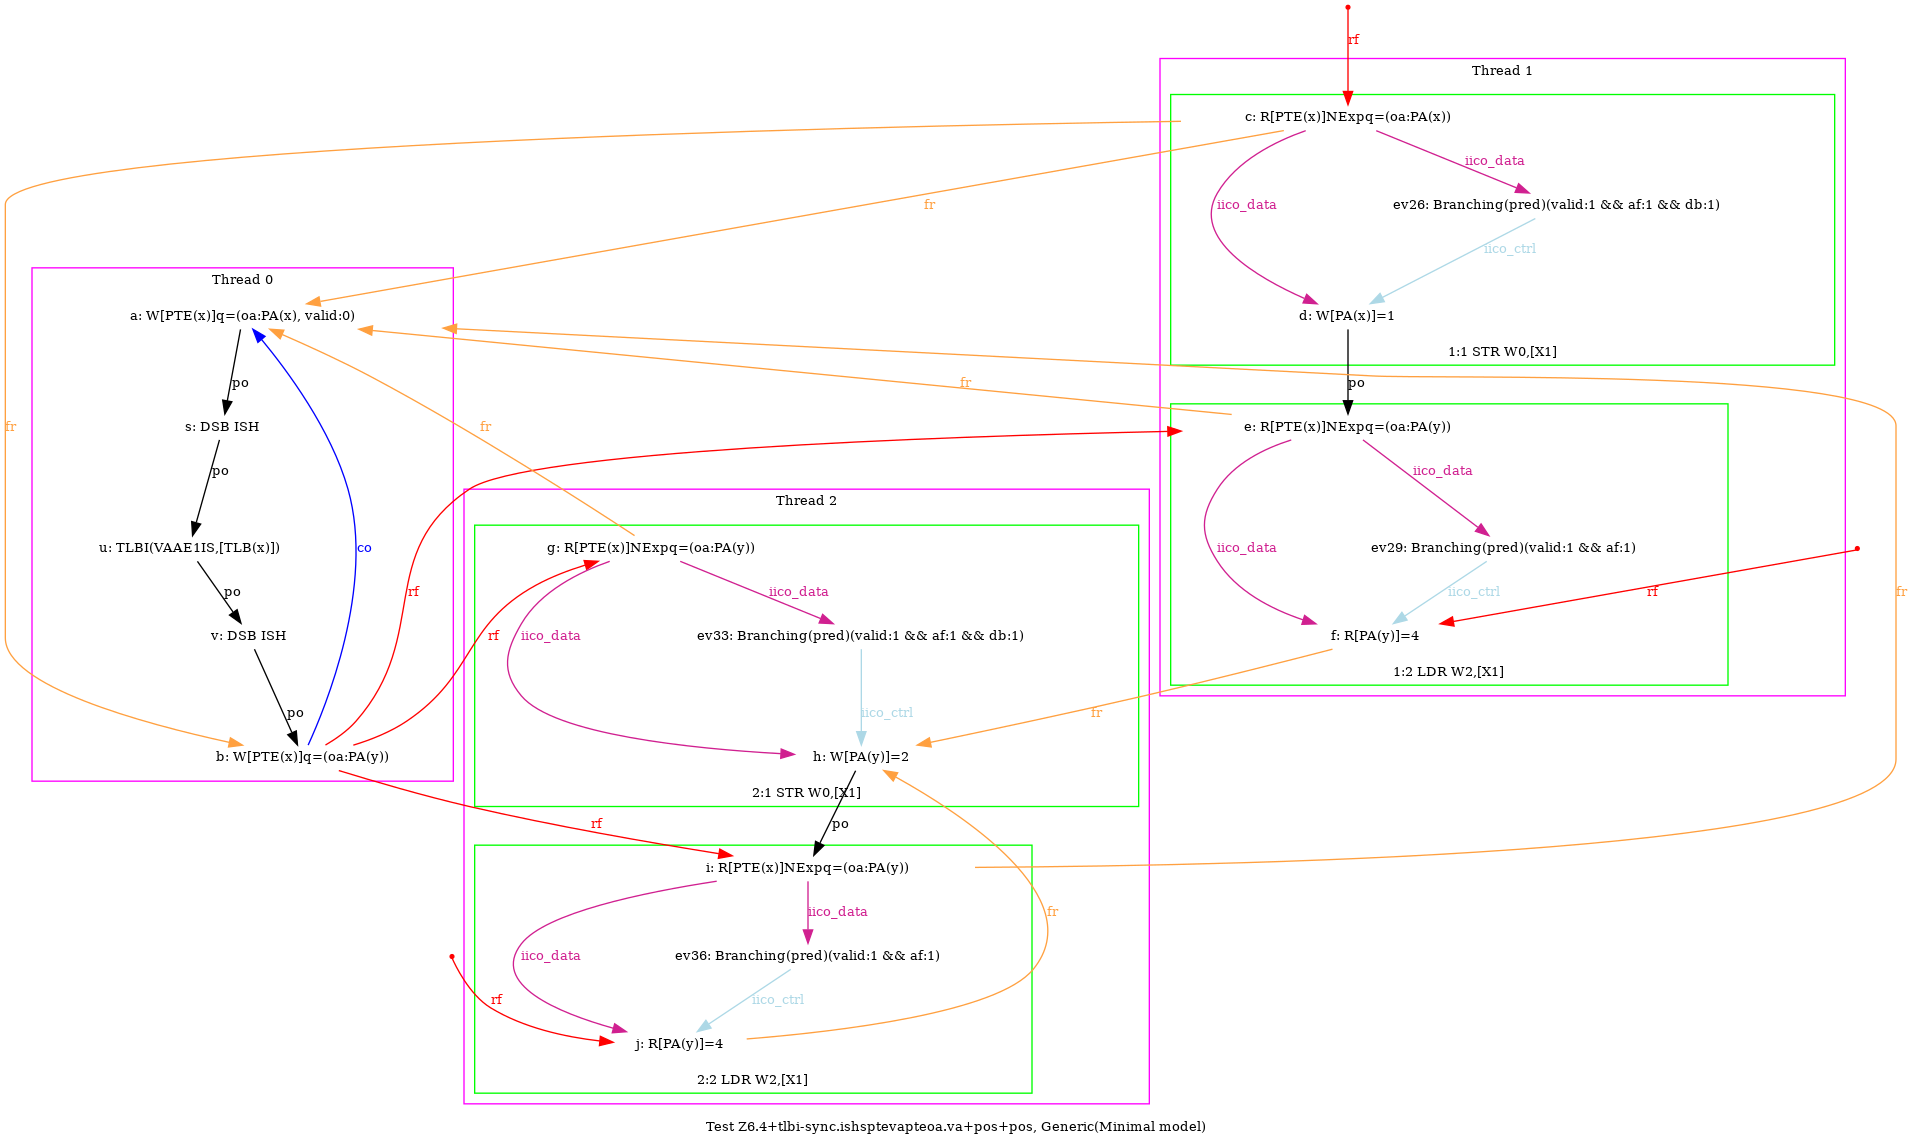 rf
Thread 1
c: R[PTE(x)]NExpq=(oa:PA(x))
iico_data
ev26: Branching(pred)(valid:1 && af:1 && db:1)
iico_data
fr
iico_ctrl
d: W[PA(x)]=1
1:1 STR W0,[X1]
po
Thread 0
a: W[PTE(x)]q=(oa:PA(x), valid:0)
po
fr
fr
fr
s: DSB ISH
po
u: TLBI(VAAE1IS,[TLB(x)])
co
po
v: DSB ISH
po
b: W[PTE(x)]q=(oa:PA(y))
e: R[PTE(x)]NExpq=(oa:PA(y))
iico_data
iico_data
ev29: Branching(pred)(valid:1 && af:1)
iico_ctrl
rf
fr
f: R[PA(y)]=4
1:2 LDR W2,[X1]
Thread 2
g: R[PTE(x)]NExpq=(oa:PA(y))
rf
iico_data
rf
iico_data
ev33: Branching(pred)(valid:1 && af:1 && db:1)
iico_ctrl
fr
h: W[PA(y)]=2
2:1 STR W0,[X1]
rf
po
i: R[PTE(x)]NExpq=(oa:PA(y))
iico_data
fr
iico_data
ev36: Branching(pred)(valid:1 && af:1)
rf
iico_ctrl
j: R[PA(y)]=4
2:2 LDR W2,[X1]
Test Z6.4+tlbi-sync.ishsptevapteoa.va+pos+pos, Generic(Minimal model)